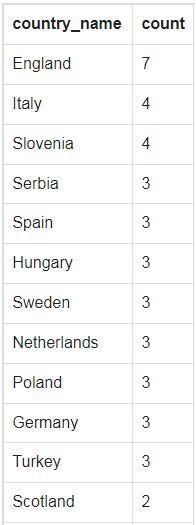 country_name count
England 7
Italy 4
Slovenia 4
Serbia 3
Spain 3
Hungary 3
Sweden 3
Netherlands 3
Poland 3
Germany 3
Turkey 3
Scotland 2